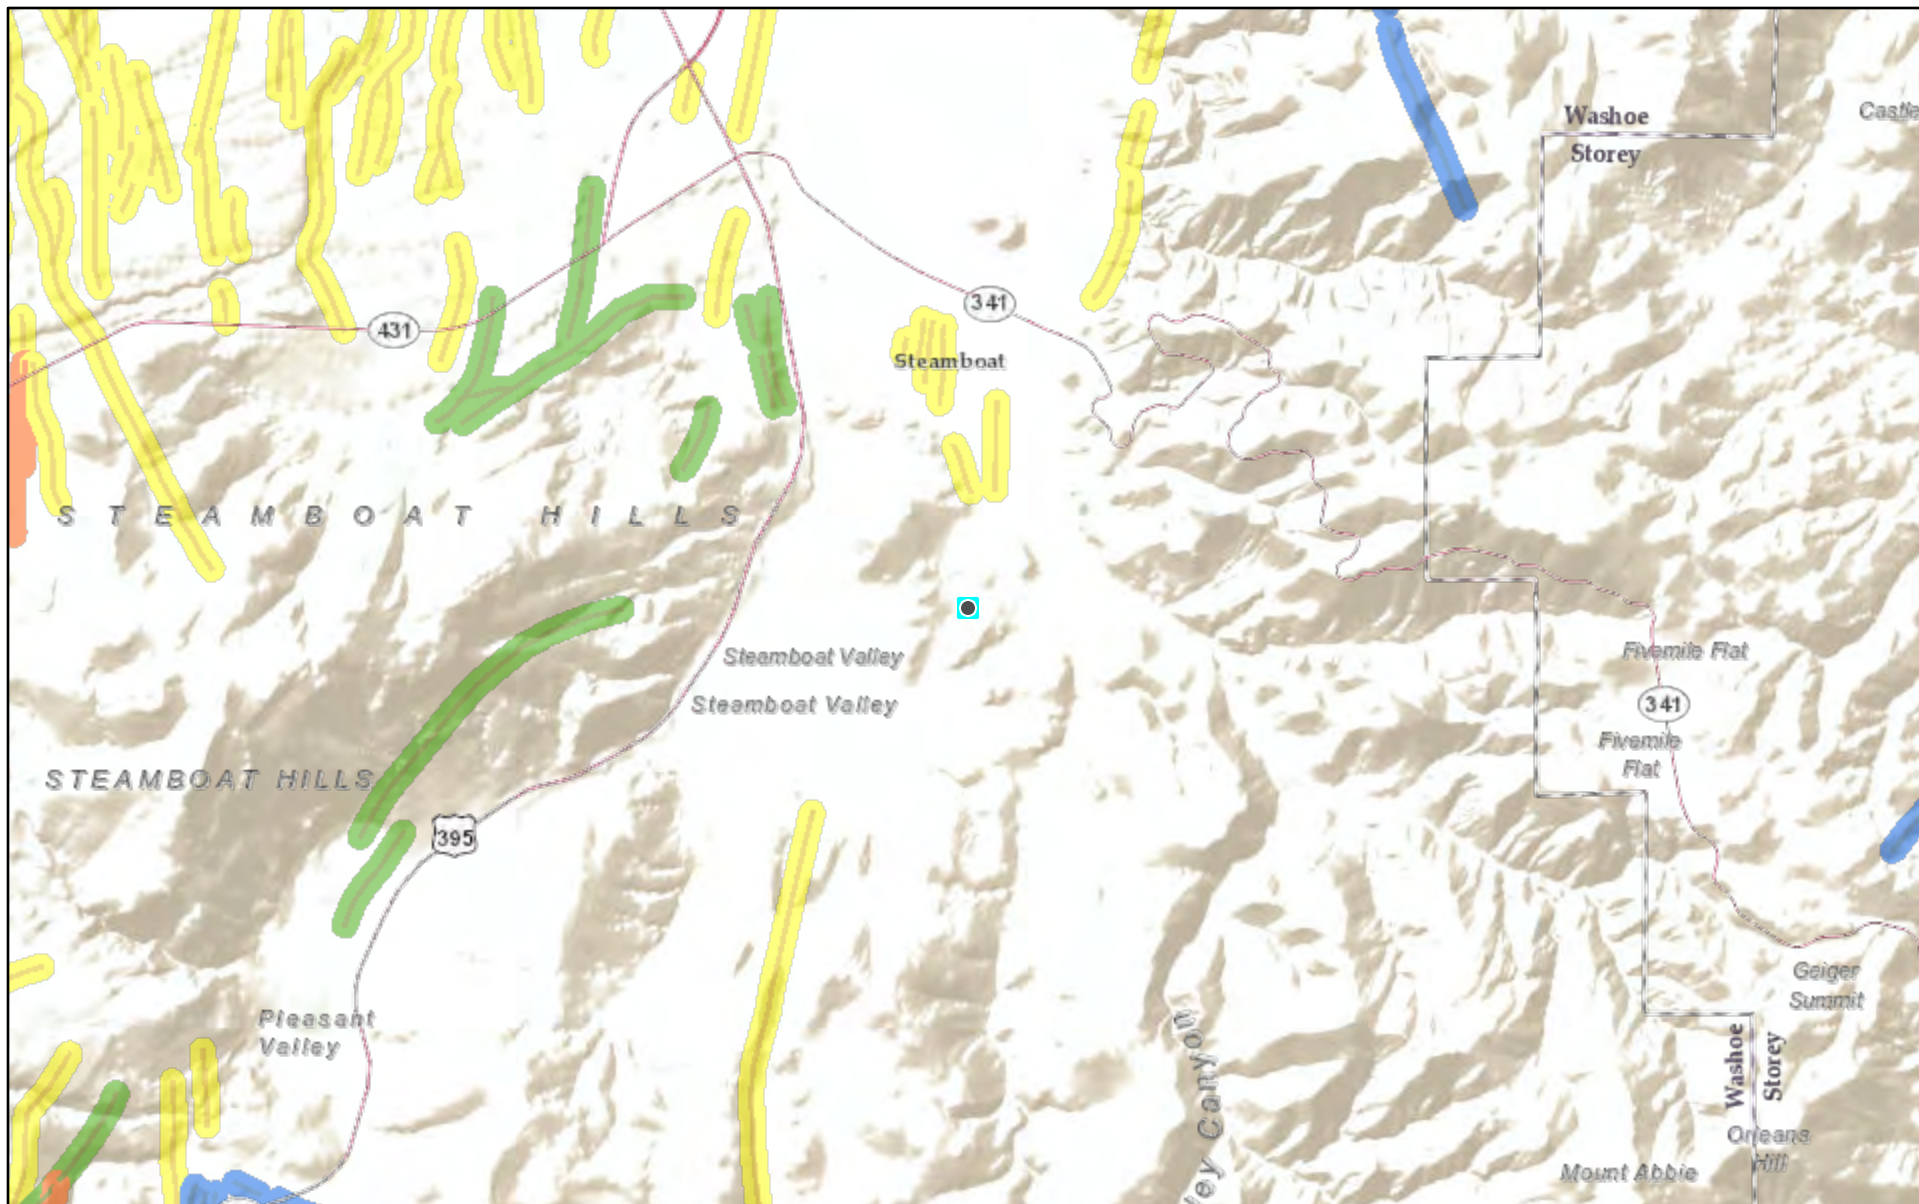 Washoe
Storey
Castle
341
431
Steamboat
STEAMBOAT HILLS
Steamboat Valley
Fivemile Flat
Steamboat Valley
341
Fivemile
Flat
STEAMBOAT HILLS
395
Geiger
Summit
Pleasant
Valley
Washoe
Storey
ley Canyon
Orleans
Hill
Mount Abbie